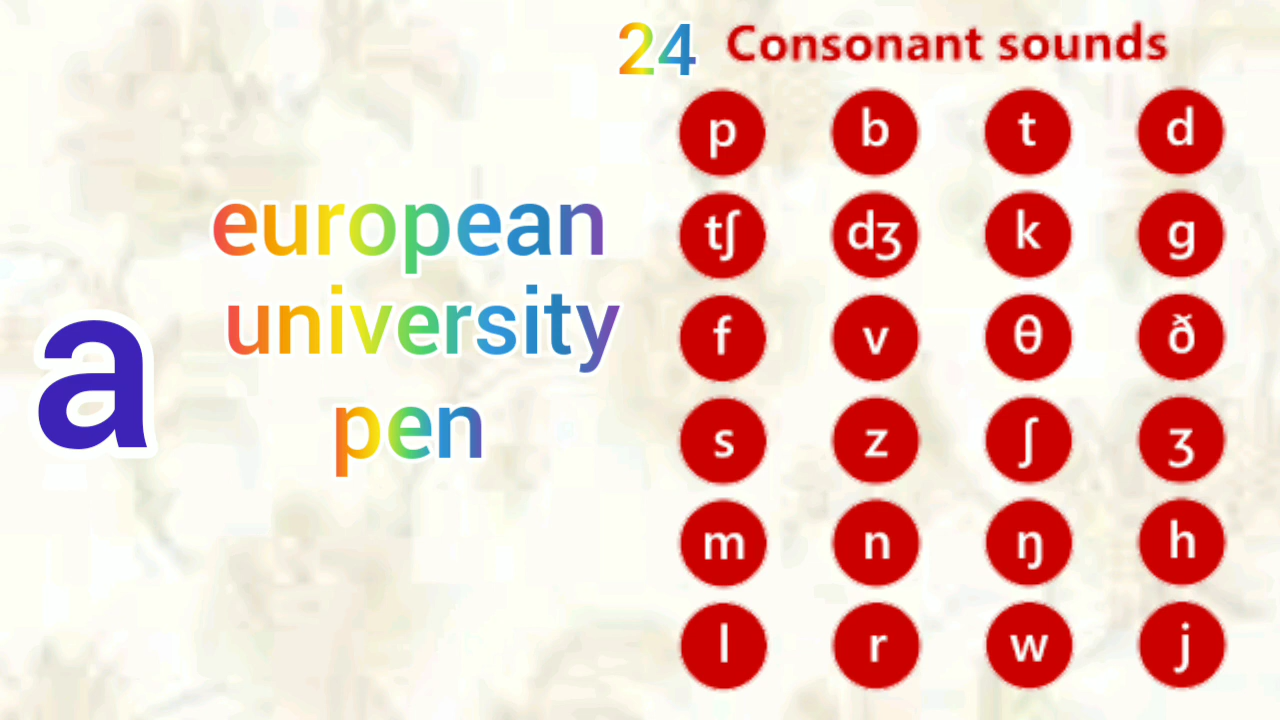 24 Consonant sounds
p b t d
tʃ dʒ k g
f v θ ð
s z ʃ ʒ
m n ŋ h
l r w j
a
european
university
pen